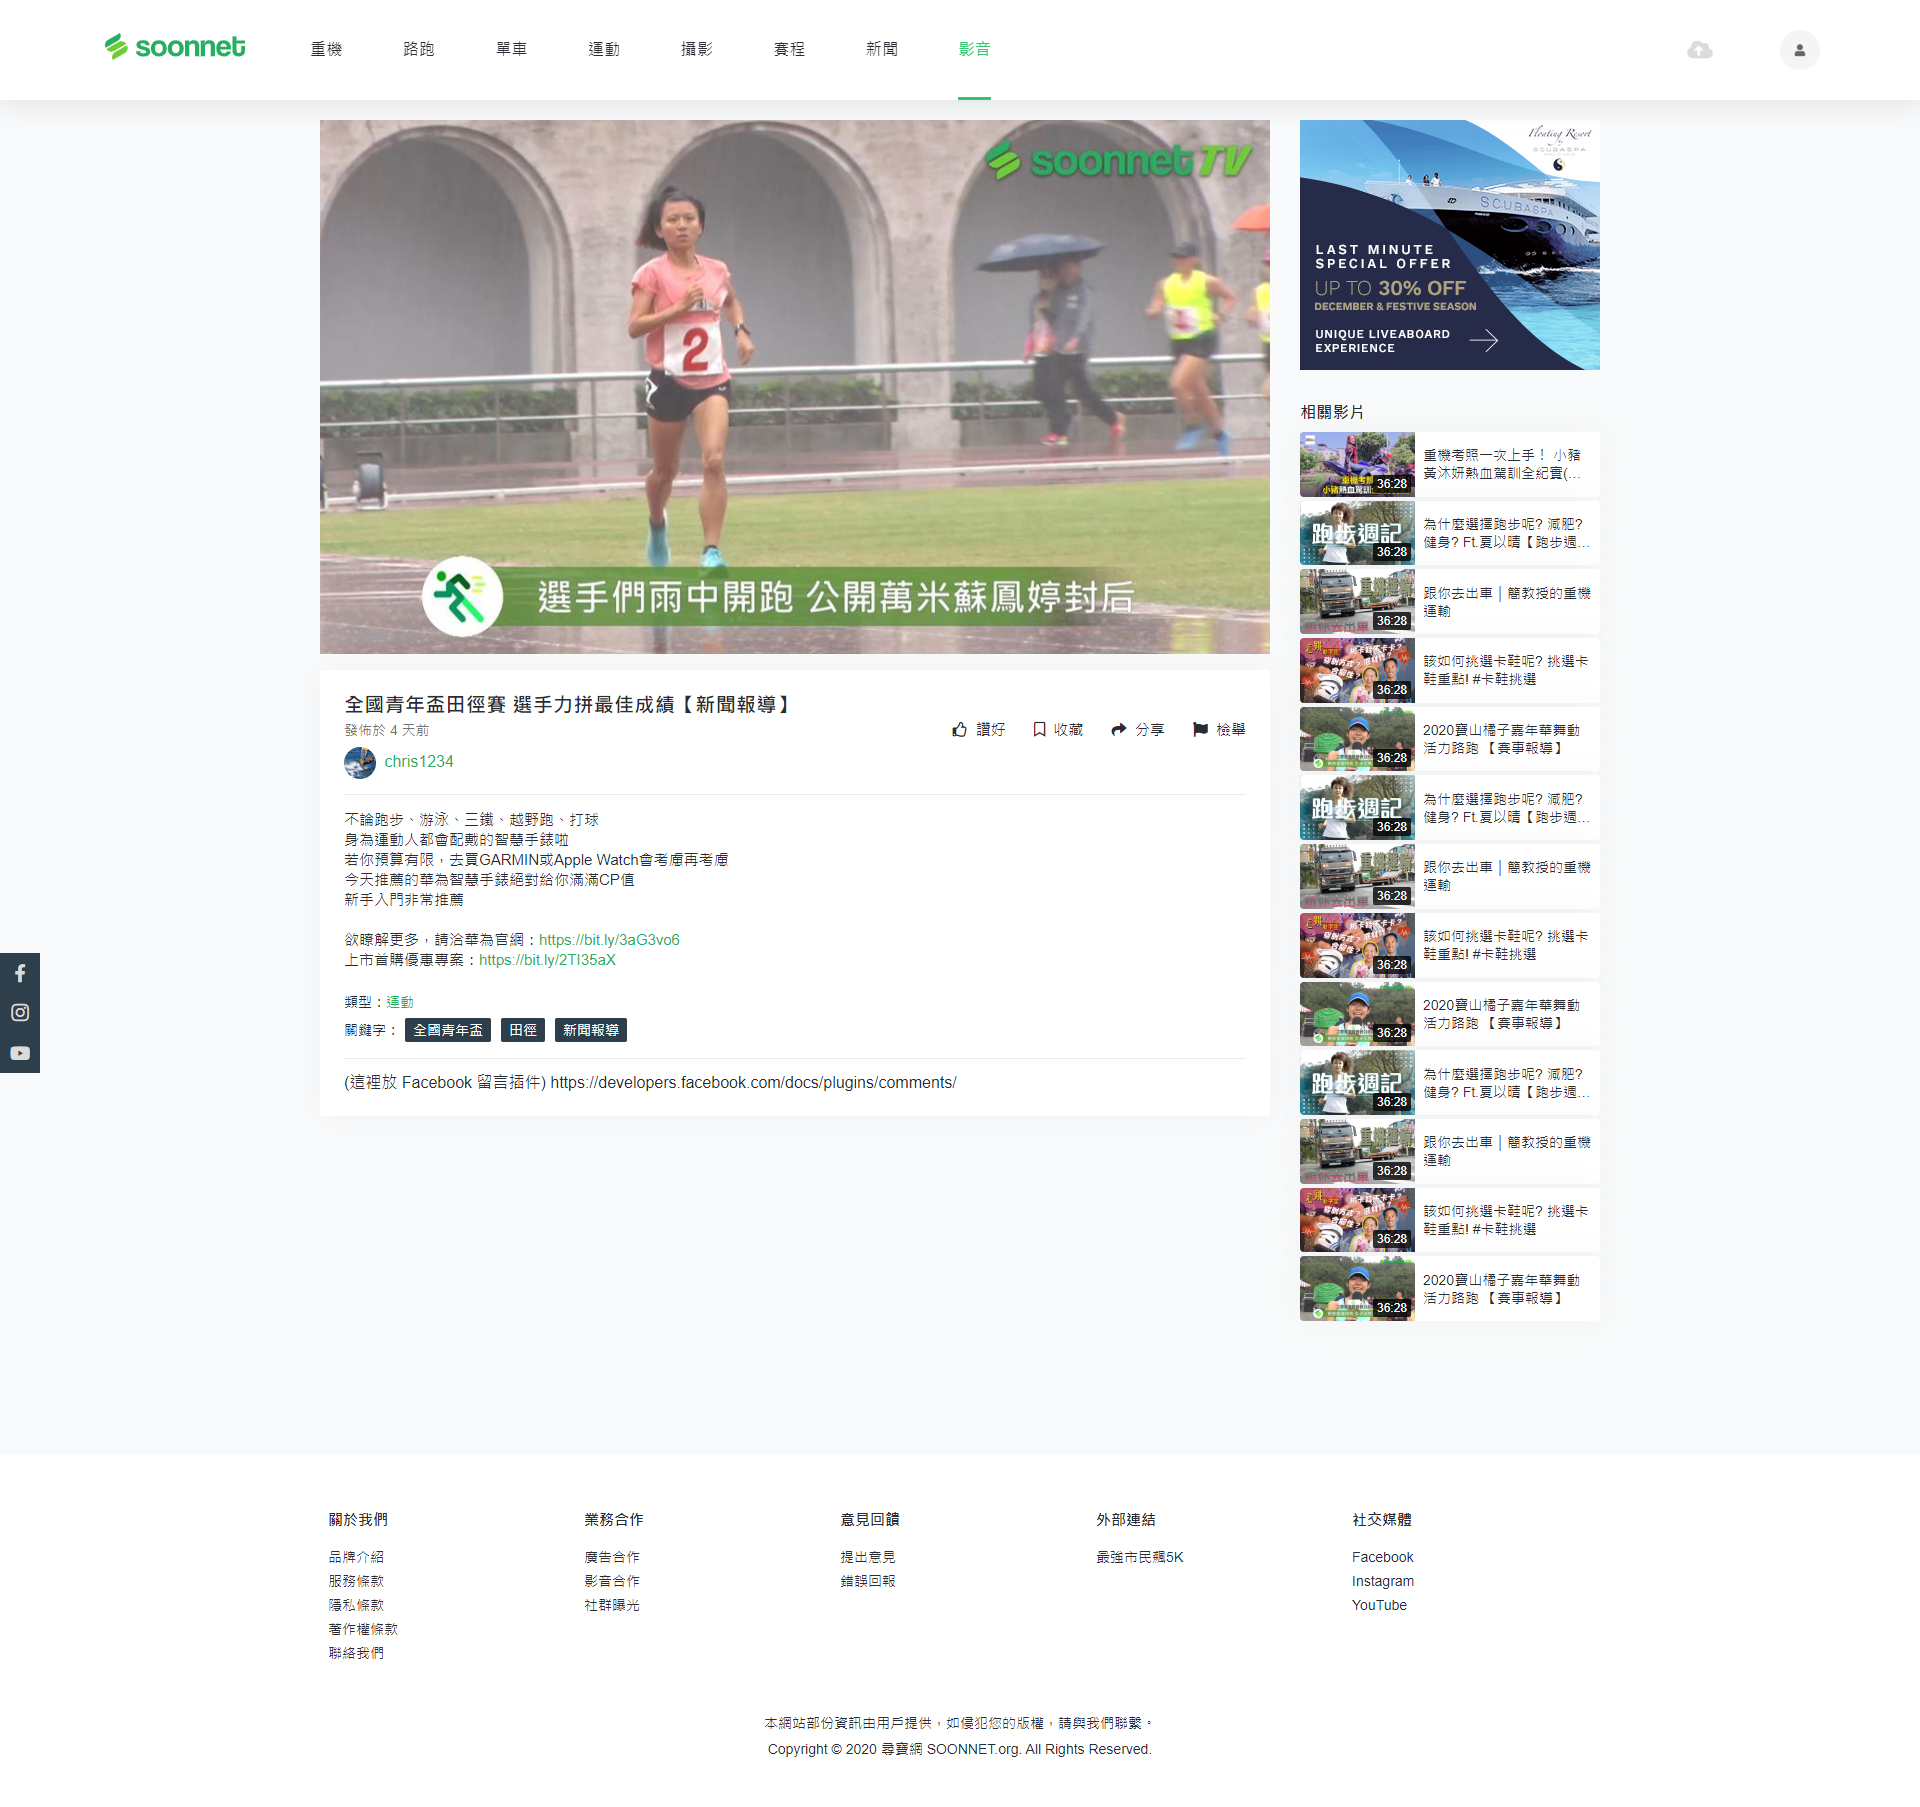 soonnet
重機
路跑
單車
運動
攝影
賽程
新聞
影音
soonnet TV
2
選手們雨中開跑 公開萬米蘇鳳婷封后
Floating Resort
by
SCUBASPA
SCUBASPA
LAST MINUTE
SPECIAL OFFER
UP TO 30% OFF
DECEMBER & FESTIVE SEASON
UNIQUE LIVEABOARD
EXPERIENCE
全國青年盃田徑賽 選手力拼最佳成績【新聞報導】
發佈於 4 天前
chris1234
讚好
收藏
分享
檢舉
不論跑步、游泳、三鐵、越野跑、打球
身為運動人都會配戴的智慧手錶啦
若你預算有限，去買GARMIN或Apple Watch會考慮再考慮
今天推薦的華為智慧手錶絕對給你滿滿CP值
新手入門非常推薦
欲瞭解更多，請洽華為官網：https://bit.ly/3aG3vo6
上市首購優惠專案：https://bit.ly/2TI35aX
類型：運動
關鍵字： 全國青年盃 田徑 新聞報導
(這裡放 Facebook 留言插件) https://developers.facebook.com/docs/plugins/comments/
相關影片
36:28
重機考照一次上手！ 小豬
黃沐妍熱血駕訓全紀實(...
跑步週記
36:28
為什麼選擇跑步呢? 減肥?
健身? Ft.夏以晴【跑步週...
36:28
跟你去出車｜簡教授的重機
運輸
36:28
該如何挑選卡鞋呢? 挑選卡
鞋重點! #卡鞋挑選
36:28
2020寶山橘子嘉年華舞動
活力路跑 【賽事報導】
跑步週記
36:28
為什麼選擇跑步呢? 減肥?
健身? Ft.夏以晴【跑步週...
36:28
跟你去出車｜簡教授的重機
運輸
36:28
該如何挑選卡鞋呢? 挑選卡
鞋重點! #卡鞋挑選
36:28
2020寶山橘子嘉年華舞動
活力路跑 【賽事報導】
跑步週記
36:28
為什麼選擇跑步呢? 減肥?
健身? Ft.夏以晴【跑步週...
36:28
跟你去出車｜簡教授的重機
運輸
36:28
該如何挑選卡鞋呢? 挑選卡
鞋重點! #卡鞋挑選
36:28
2020寶山橘子嘉年華舞動
活力路跑 【賽事報導】
關於我們
品牌介紹
服務條款
隱私條款
著作權條款
聯絡我們
業務合作
廣告合作
影音合作
社群曝光
意見回饋
提出意見
錯誤回報
外部連結
最強市民飆5K
社交媒體
Facebook
Instagram
YouTube
本網站部份資訊由用戶提供，如侵犯您的版權，請與我們聯繫。
Copyright © 2020 尋寶網 SOONNET.org. All Rights Reserved.